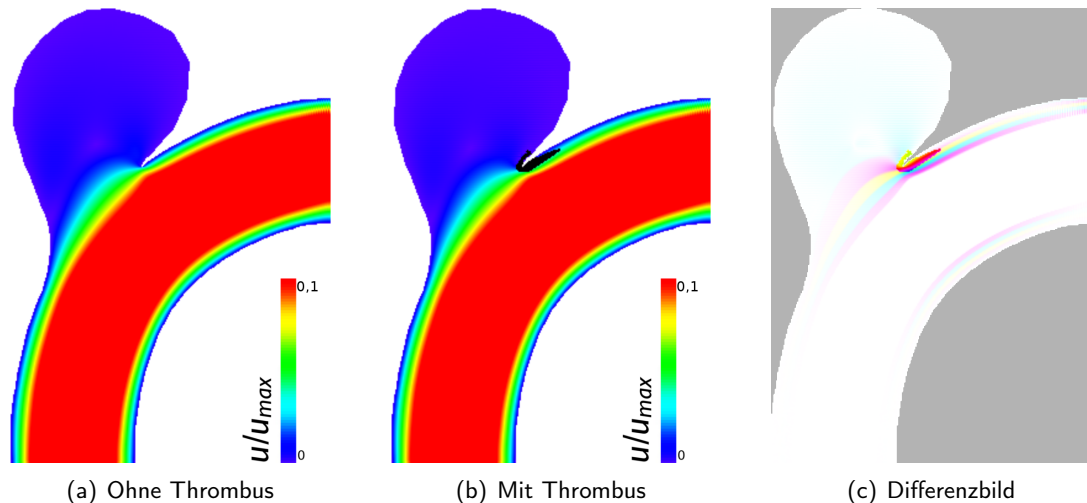 0,1
u/u_max
0
0,1
u/u_max
0
(a) Ohne Thrombus
(b) Mit Thrombus
(c) Differenzbild